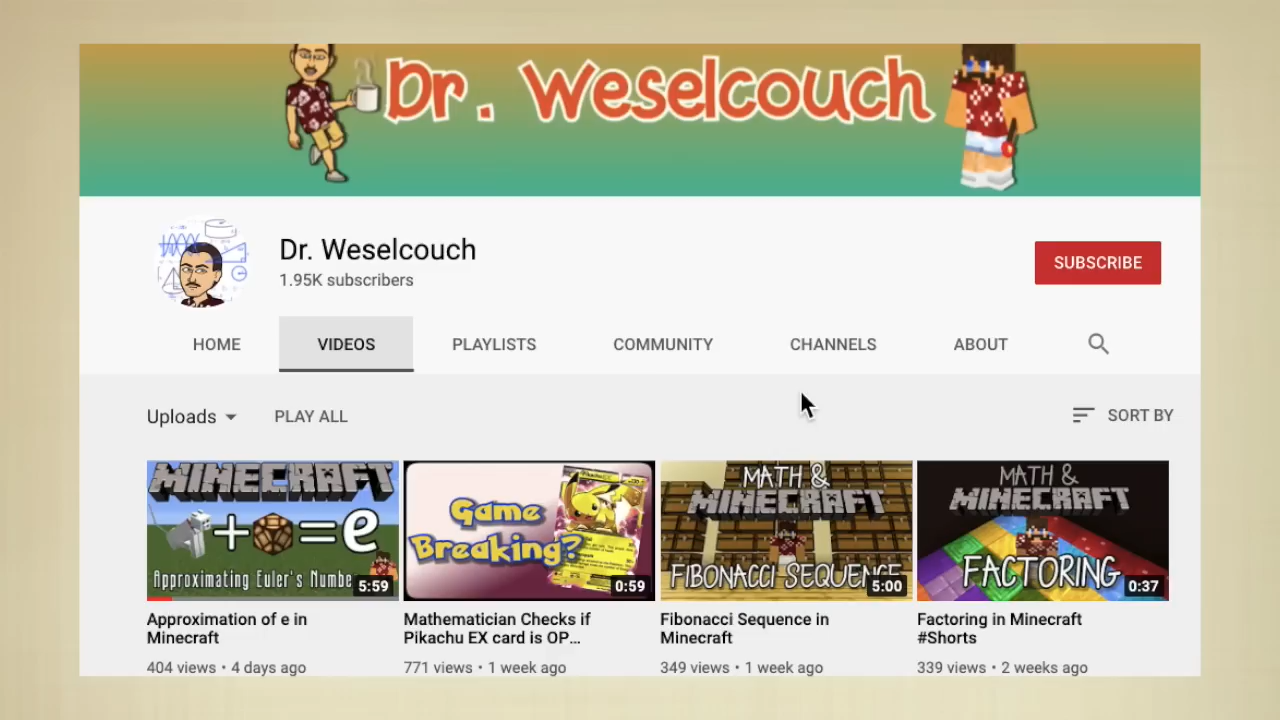 Dr. Weselcouch
Dr. Weselcouch
1.95K subscribers
SUBSCRIBE
HOME
VIDEOS
PLAYLISTS
COMMUNITY
CHANNELS
ABOUT
Uploads
PLAY ALL
SORT BY
MINECRAFT
+ = e
Approximating Euler's Numbe
5:59
Game
Breaking?
0:59
MATH &
MINECRAFT
FIBONACCI SEQUENCE
5:00
MATH &
MINECRAFT
FACTORING
0:37
Approximation of e in
Minecraft
404 views • 4 days ago
Mathematician Checks if
Pikachu EX card is OP...
771 views • 1 week ago
Fibonacci Sequence in
Minecraft
349 views • 1 week ago
Factoring in Minecraft
#Shorts
339 views • 2 weeks ago